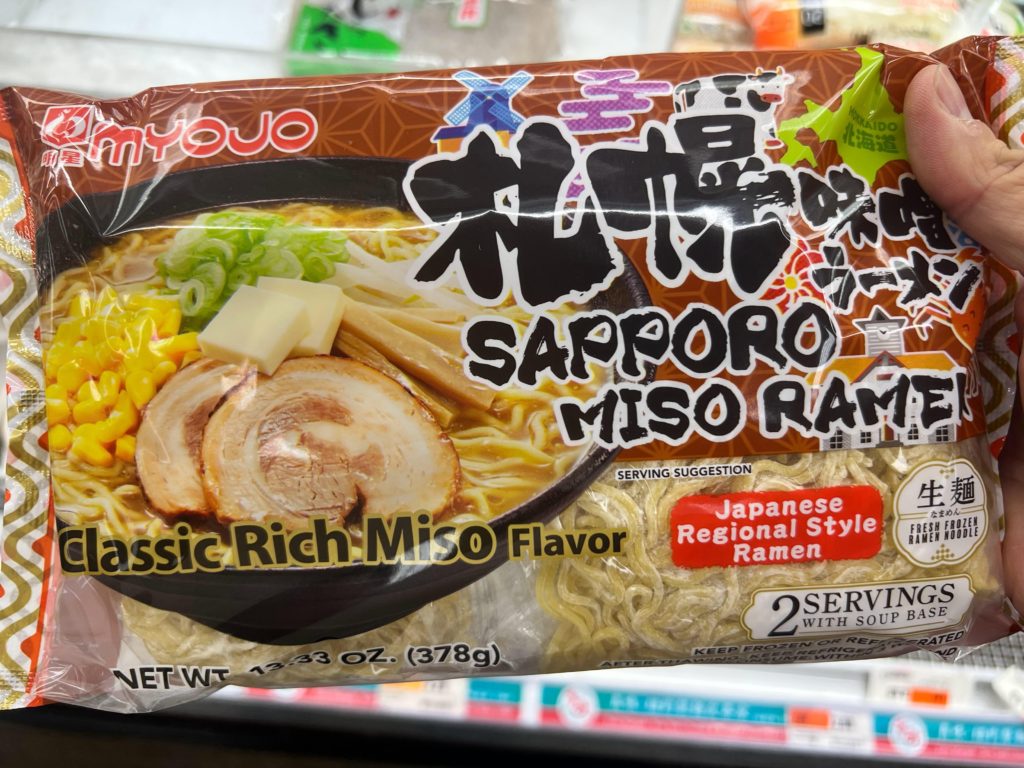 明星
MYOJO
HOKKAIDO
北海道
札幌
味噌
ラーメン
SAPPORO
MISO RAMEN
SERVING SUGGESTION
Japanese
Regional Style
Ramen
生麺
なまめん
FRESH FROZEN
RAMEN NOODLE
Classic Rich Miso Flavor
2 SERVINGS
WITH SOUP BASE
NET WT. 13.33 OZ. (378g)
KEEP FROZEN OR REFRIGERATED
AFTER THAWING